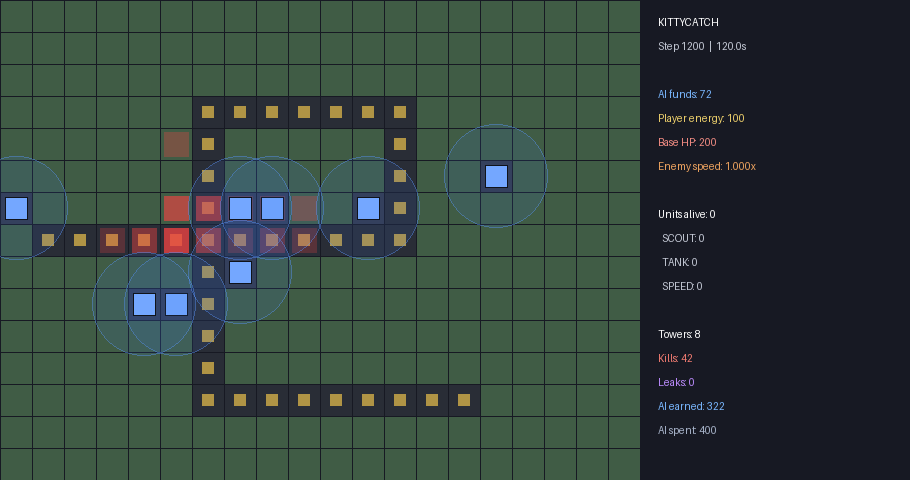 KITTYCATCH
Step 1200 | 120.0s
AI funds: 72
Player energy: 100
Base HP: 200
Enemy speed: 1.000x
Units alive: 0
SCOUT: 0
TANK: 0
SPEED: 0
Towers: 8
Kills: 42
Leaks: 0
AI earned: 322
AI spent: 400